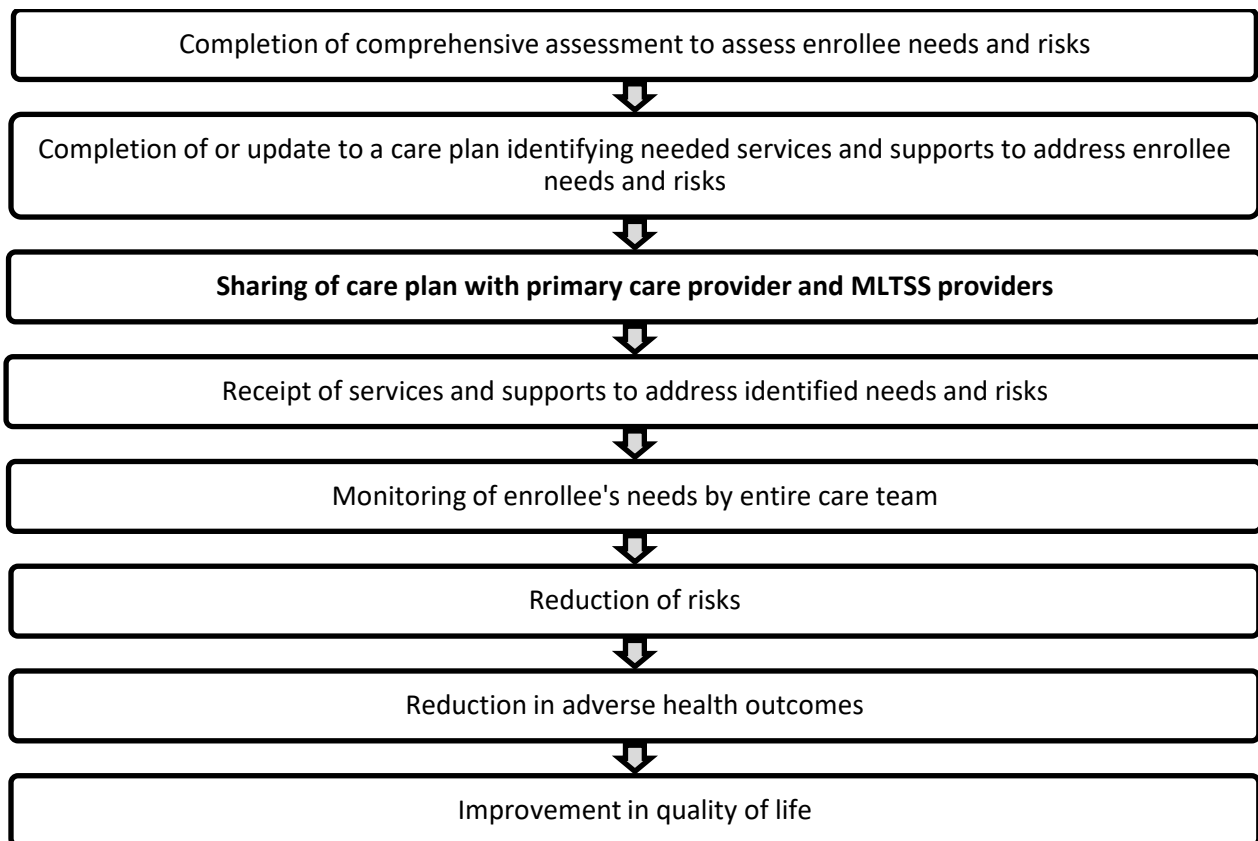 Completion of comprehensive assessment to assess enrollee needs and risks
Completion of or update to a care plan identifying needed services and supports to address enrollee
needs and risks
Sharing of care plan with primary care provider and MLTSS providers
Receipt of services and supports to address identified needs and risks
Monitoring of enrollee's needs by entire care team
Reduction of risks
Reduction in adverse health outcomes
Improvement in quality of life